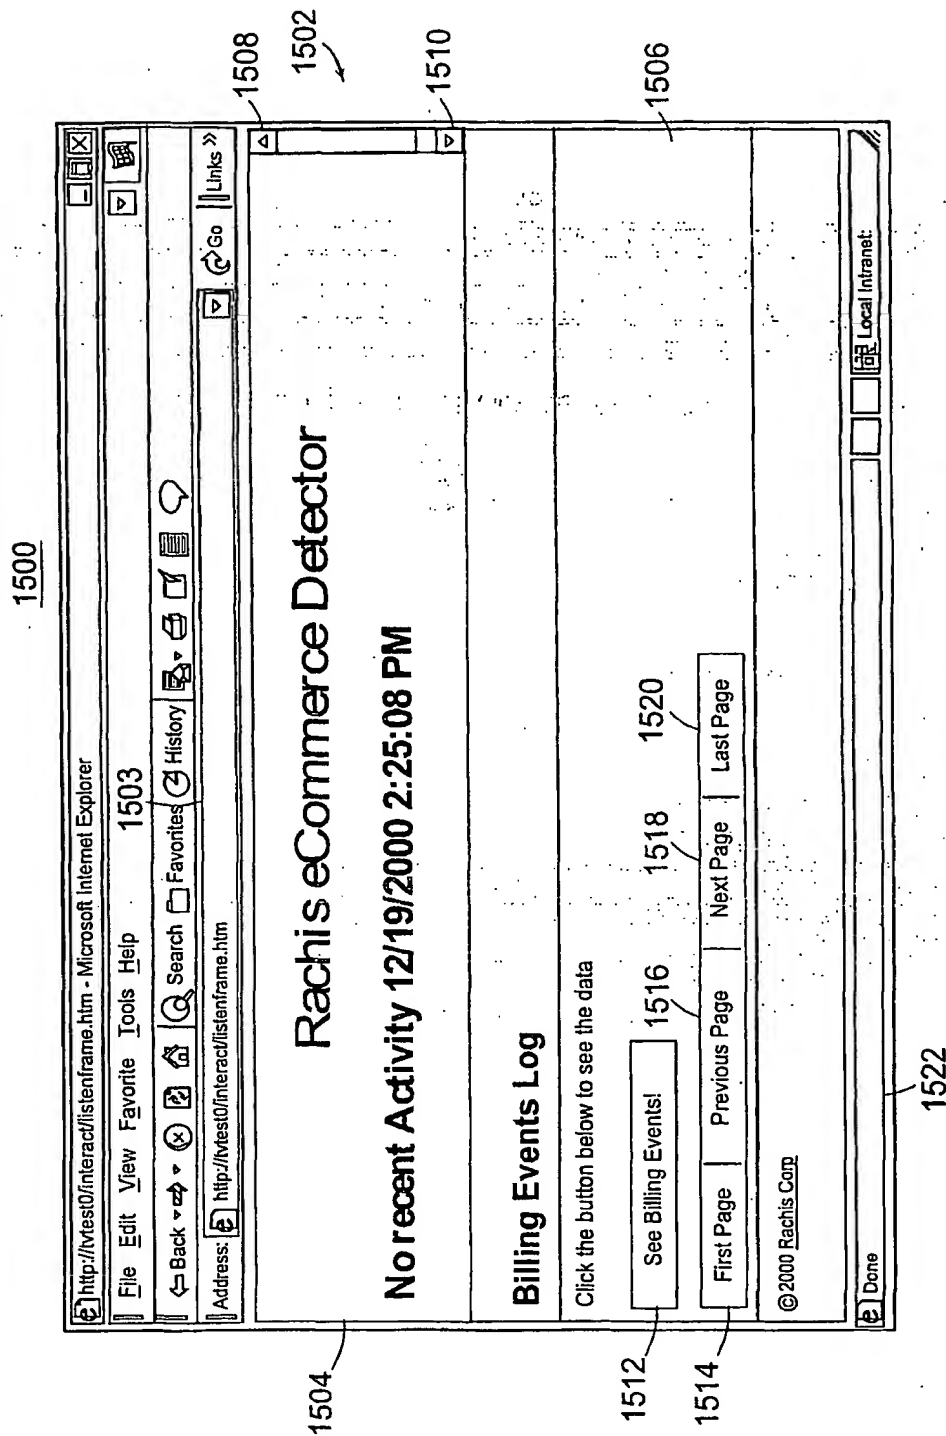 1500
http://lvtest0/interact/listenframe.htm - Microsoft Internet Explorer
File Edit View Favorite Tools Help
1503
Back Search Favorites History
Address: http://lvtest0/interact/listenframe.htm Go Links »
1508
1502
Rachis eCommerce Detector
No recent Activity 12/19/2000 2:25:08 PM
1504
1510
Billing Events Log
Click the button below to see the data
1506
See Billing Events!
1512
1516
1518
1520
First Page Previous Page Next Page Last Page
1514
©2000 Rachis Corp
Done Local Intranet:
1522